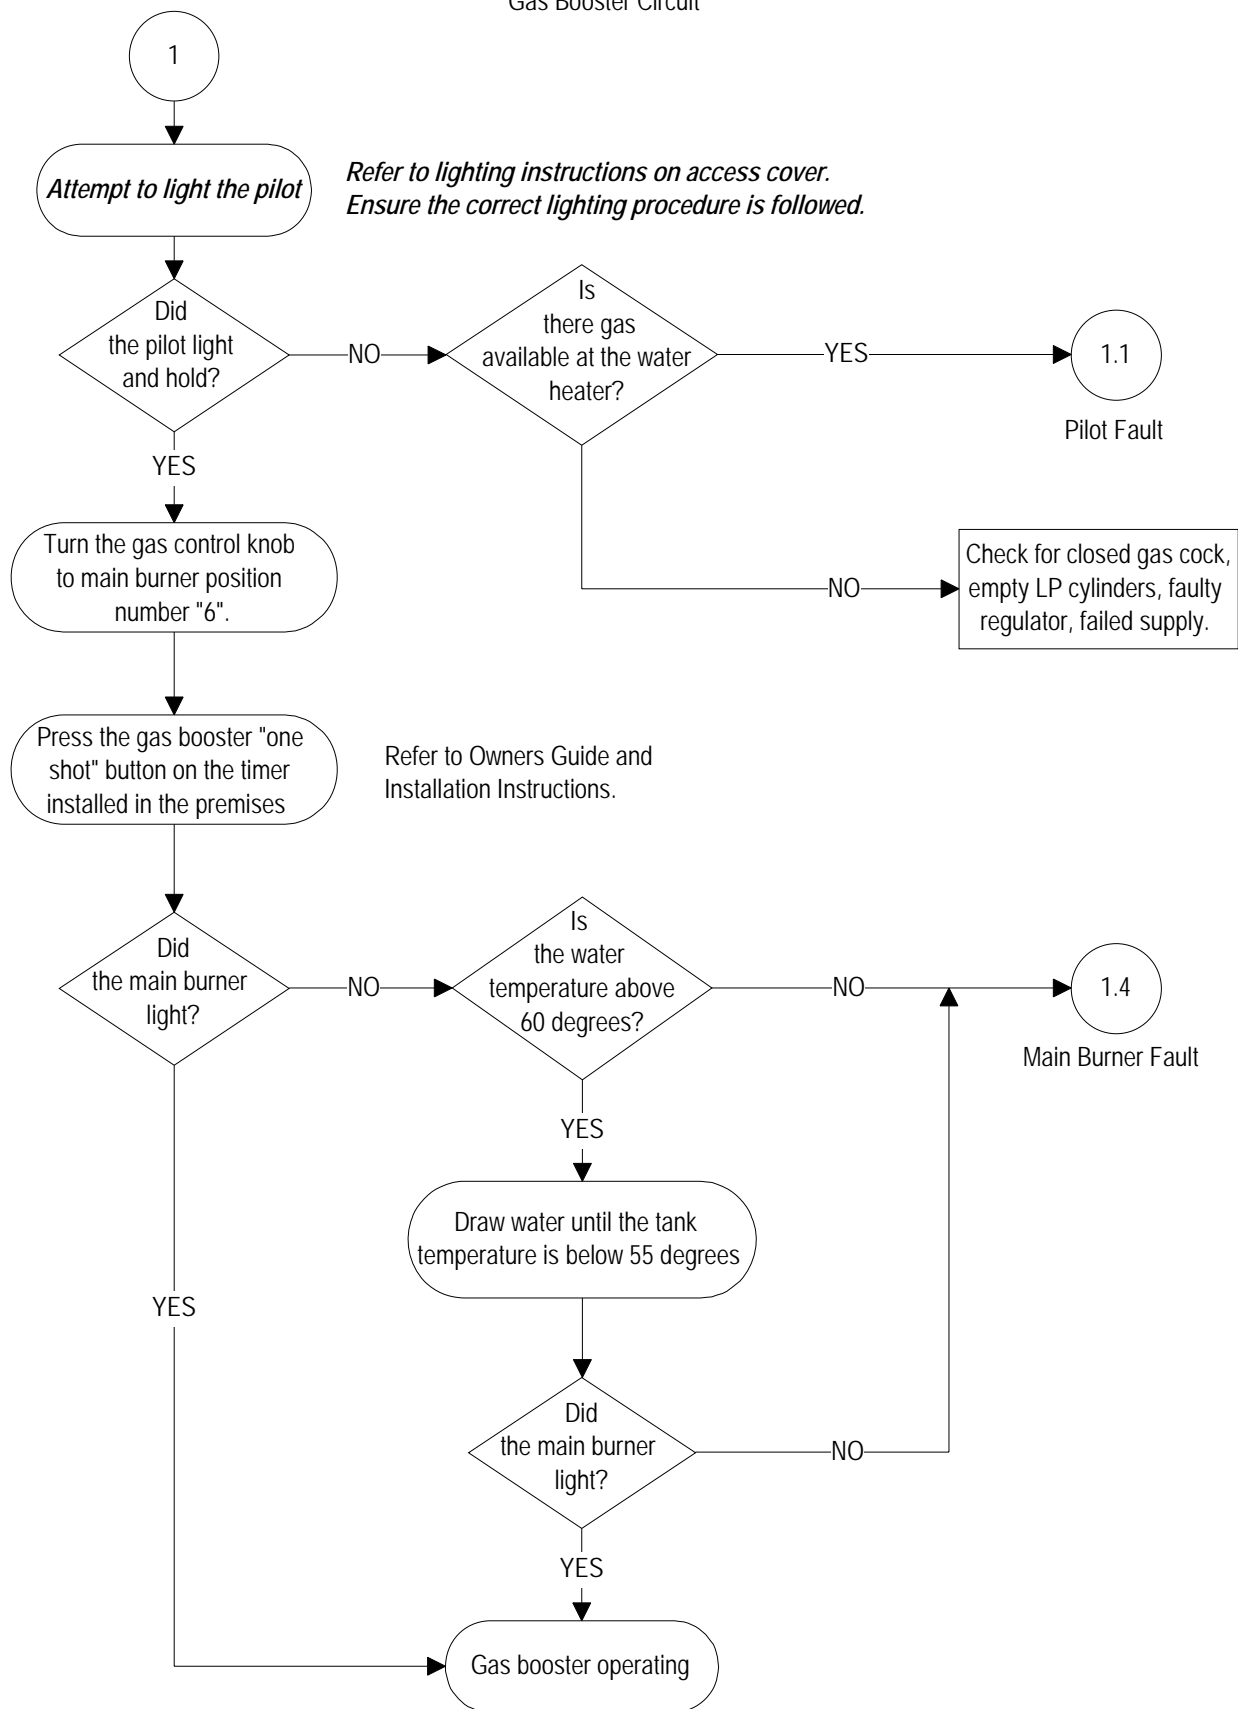 Gas Booster Circuit
1
Attempt to light the pilot
Refer to lighting instructions on access cover.
Ensure the correct lighting procedure is followed.
Did
the pilot light
and hold?
NO
Is
there gas
available at the water
heater?
YES
1.1
Pilot Fault
YES
NO
Check for closed gas cock,
empty LP cylinders, faulty
regulator, failed supply.
Turn the gas control knob
to main burner position
number "6".
Press the gas booster "one
shot" button on the timer
installed in the premises
Refer to Owners Guide and
Installation Instructions.
Did
the main burner
light?
NO
Is
the water
temperature above
60 degrees?
NO
1.4
Main Burner Fault
YES
Draw water until the tank
temperature is below 55 degrees
YES
Did
the main burner
light?
NO
YES
Gas booster operating